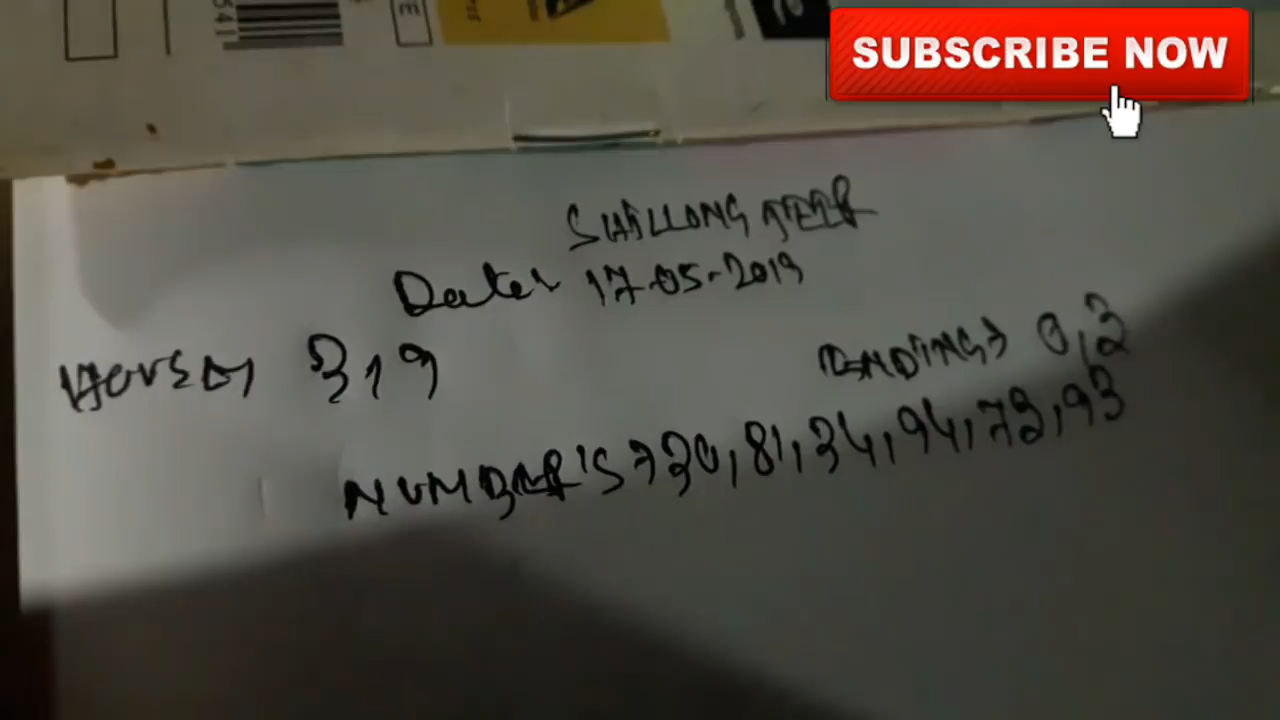 SUBSCRIBE NOW
SHILLONG TEER
Date:- 17-05-2019
HOUSE→ 3 1 9
ENDING→ 0,2
NUMBER'S→30,81,34,94,73,93